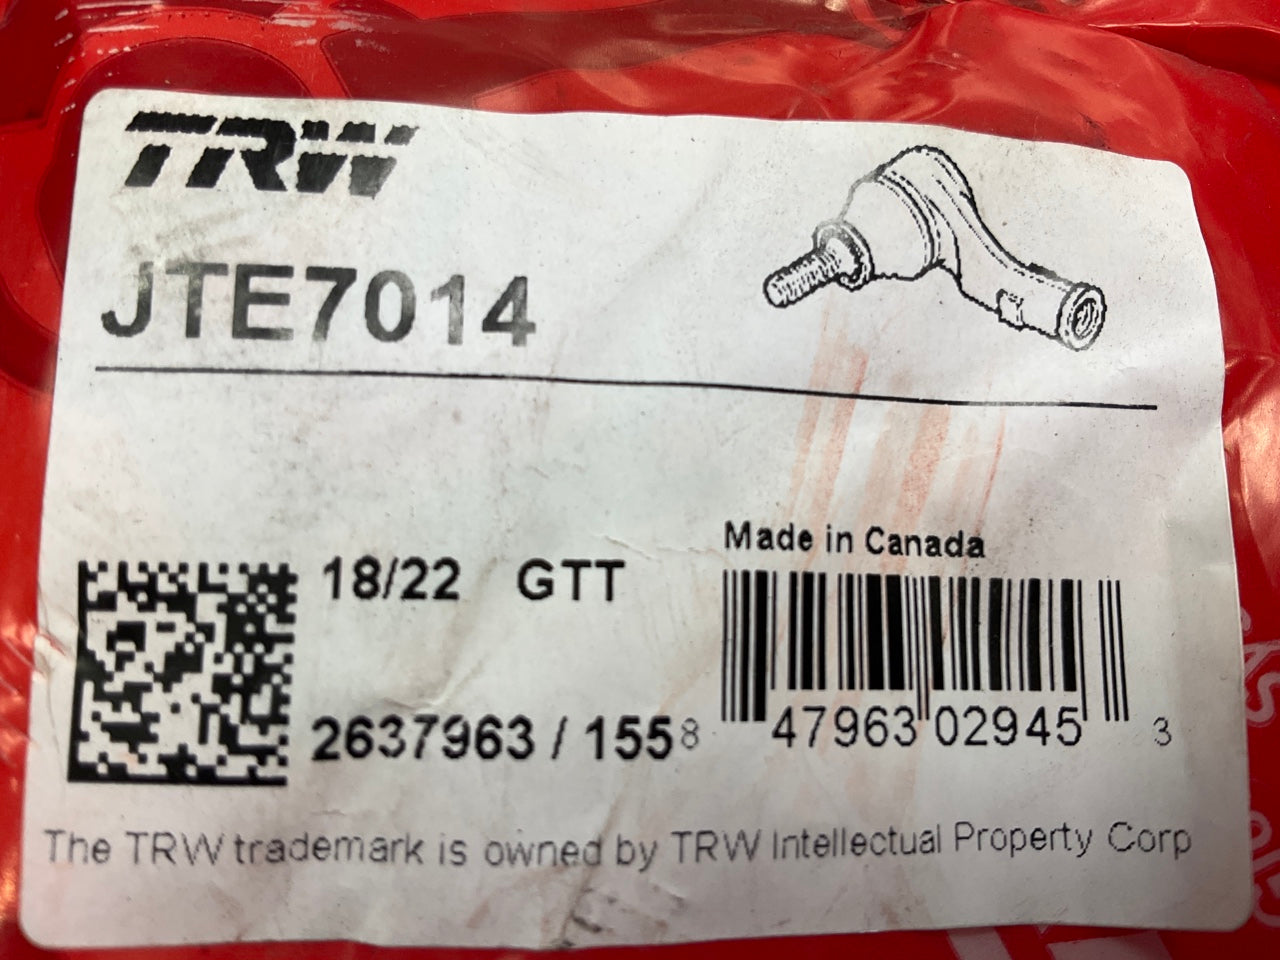 TRW
JTE7014
Made in Canada
18/22 GTT
2637963 / 155
8 47963 02945 3
The TRW trademark is owned by TRW Intellectual Property Corp